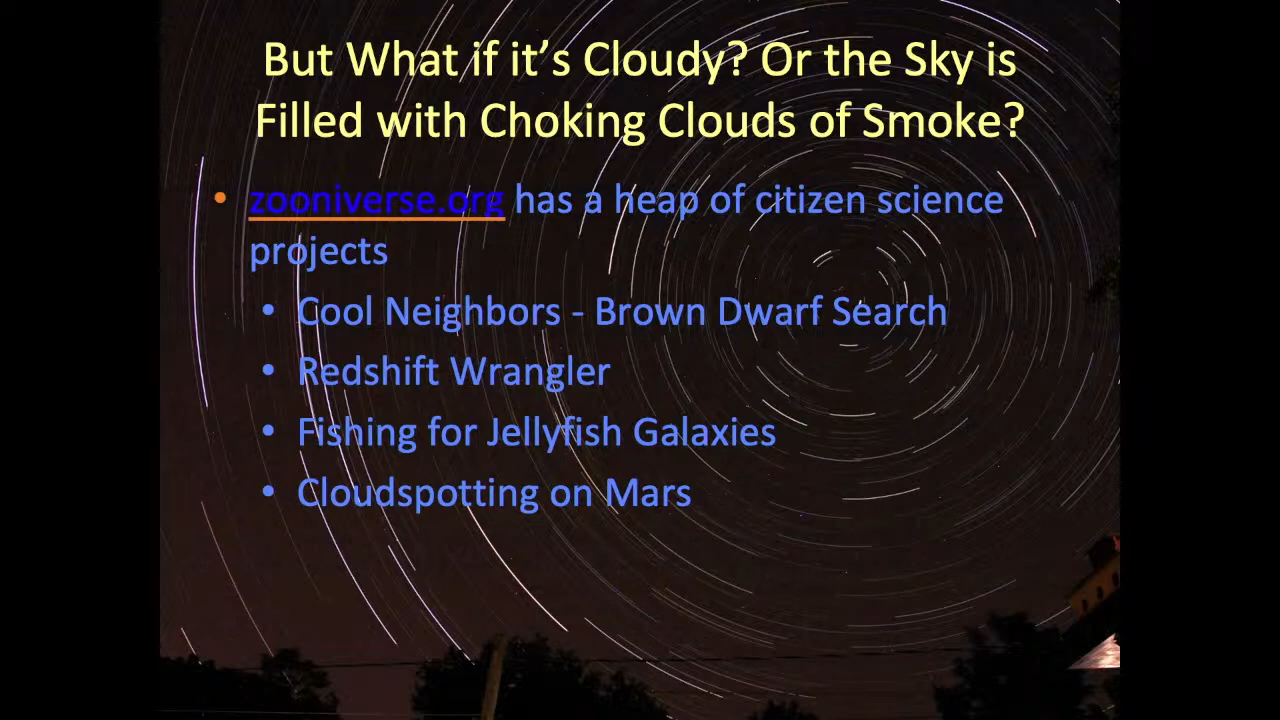 But What if it’s Cloudy? Or the Sky is
Filled with Choking Clouds of Smoke?
• zooniverse.org has a heap of citizen science
projects
• Cool Neighbors - Brown Dwarf Search
• Redshift Wrangler
• Fishing for Jellyfish Galaxies
• Cloudspotting on Mars